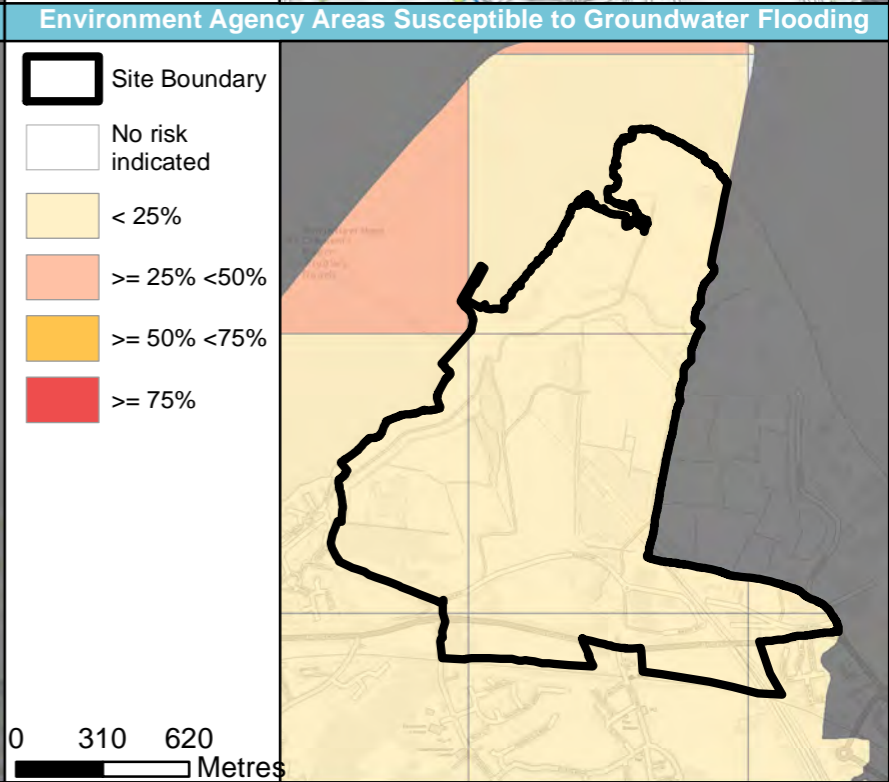 Environment Agency Areas Susceptible to Groundwater Flooding
Site Boundary
No risk
indicated
< 25%
>= 25% <50%
>= 50% <75%
>= 75%
0 310 620
Metres